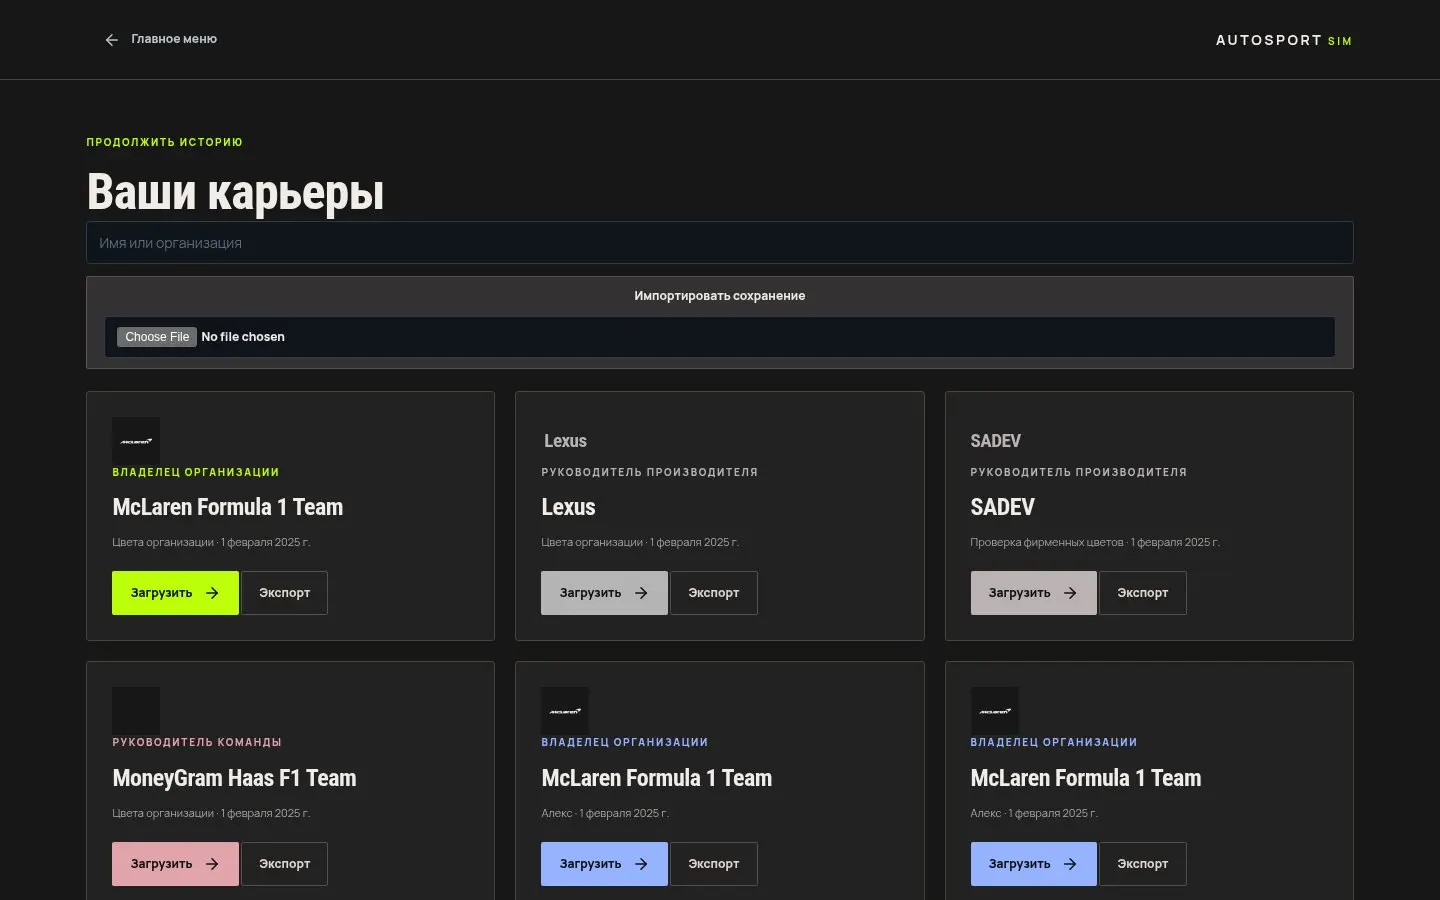 Главное меню
AUTOSPORT SIM
ПРОДОЛЖИТЬ ИСТОРИЮ
Ваши карьеры
Имя или организация
Импортировать сохранение
Choose File No file chosen
McLaren
ВЛАДЕЛЕЦ ОРГАНИЗАЦИИ
McLaren Formula 1 Team
Цвета организации · 1 февраля 2025 г.
Загрузить → Экспорт
Lexus
РУКОВОДИТЕЛЬ ПРОИЗВОДИТЕЛЯ
Lexus
Цвета организации · 1 февраля 2025 г.
Загрузить → Экспорт
SADEV
РУКОВОДИТЕЛЬ ПРОИЗВОДИТЕЛЯ
SADEV
Проверка фирменных цветов · 1 февраля 2025 г.
Загрузить → Экспорт
РУКОВОДИТЕЛЬ КОМАНДЫ
MoneyGram Haas F1 Team
Цвета организации · 1 февраля 2025 г.
Загрузить → Экспорт
McLaren
ВЛАДЕЛЕЦ ОРГАНИЗАЦИИ
McLaren Formula 1 Team
Алекс · 1 февраля 2025 г.
Загрузить → Экспорт
McLaren
ВЛАДЕЛЕЦ ОРГАНИЗАЦИИ
McLaren Formula 1 Team
Алекс · 1 февраля 2025 г.
Загрузить → Экспорт